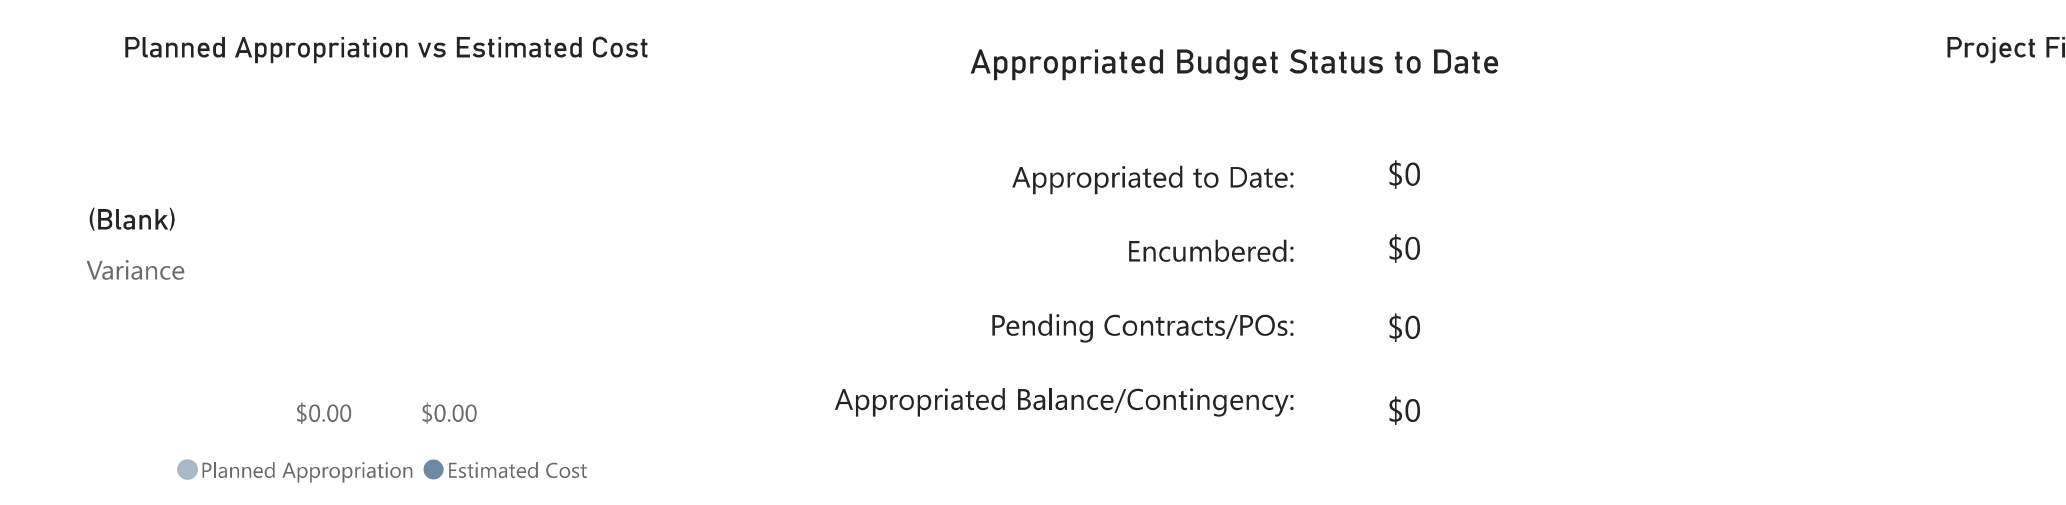 Planned Appropriation vs Estimated Cost
(Blank)
Variance
$0.00 $0.00
Planned Appropriation Estimated Cost
Appropriated Budget Status to Date
Appropriated to Date: $0
Encumbered: $0
Pending Contracts/POs: $0
Appropriated Balance/Contingency: $0
Project Fi